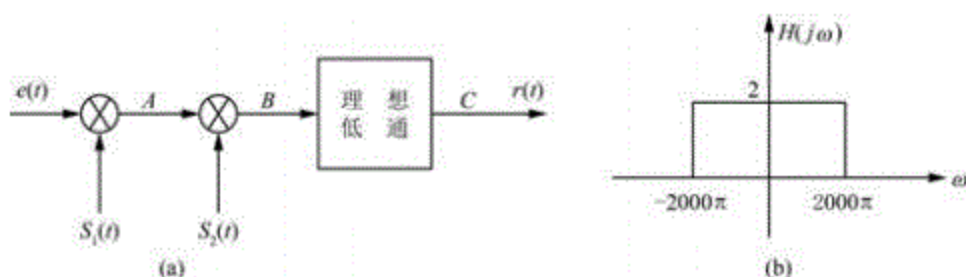 e(t)
A
B
理 想
低 通
C
r(t)
S₁(t)
S₂(t)
(a)
H(jω)
2
−2000π
2000π
ω
(b)